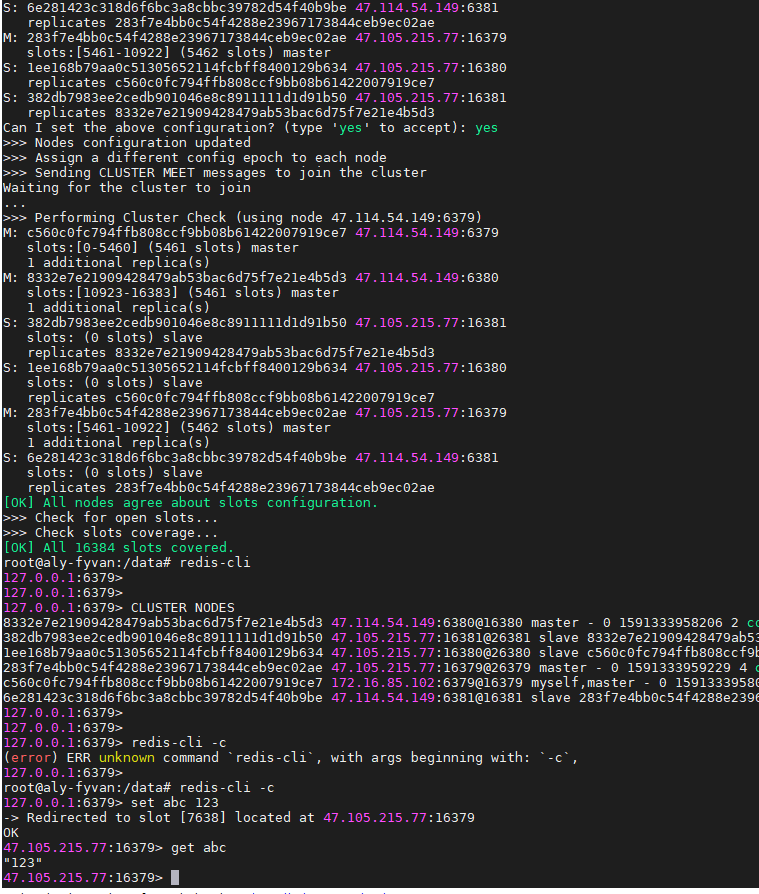 S: 6e281423c318d6f6bc3a8cbbc39782d54f40b9be 47.114.54.149:6381
replicates 283f7e4bb0c54f4288e23967173844ceb9ec02ae
M: 283f7e4bb0c54f4288e23967173844ceb9ec02ae 47.105.215.77:16379
slots:[5461-10922] (5462 slots) master
S: 1ee168b79aa0c51305652114fcbff8400129b634 47.105.215.77:16380
replicates c560c0fc794ffb808ccf9bb08b61422007919ce7
S: 382db7983ee2cedb901046e8c8911111d1d91b50 47.105.215.77:16381
replicates 8332e7e21909428479ab53bac6d75f7e21e4b5d3
Can I set the above configuration? (type 'yes' to accept): yes
>>> Nodes configuration updated
>>> Assign a different config epoch to each node
>>> Sending CLUSTER MEET messages to join the cluster
Waiting for the cluster to join
...
>>> Performing Cluster Check (using node 47.114.54.149:6379)
M: c560c0fc794ffb808ccf9bb08b61422007919ce7 47.114.54.149:6379
slots:[0-5460] (5461 slots) master
1 additional replica(s)
M: 8332e7e21909428479ab53bac6d75f7e21e4b5d3 47.114.54.149:6380
slots:[10923-16383] (5461 slots) master
1 additional replica(s)
S: 382db7983ee2cedb901046e8c8911111d1d91b50 47.105.215.77:16381
slots: (0 slots) slave
replicates 8332e7e21909428479ab53bac6d75f7e21e4b5d3
S: 1ee168b79aa0c51305652114fcbff8400129b634 47.105.215.77:16380
slots: (0 slots) slave
replicates c560c0fc794ffb808ccf9bb08b61422007919ce7
M: 283f7e4bb0c54f4288e23967173844ceb9ec02ae 47.105.215.77:16379
slots:[5461-10922] (5462 slots) master
1 additional replica(s)
S: 6e281423c318d6f6bc3a8cbbc39782d54f40b9be 47.114.54.149:6381
slots: (0 slots) slave
replicates 283f7e4bb0c54f4288e23967173844ceb9ec02ae
[OK] All nodes agree about slots configuration.
>>> Check for open slots...
>>> Check slots coverage...
[OK] All 16384 slots covered.
root@aly-fyvan:/data# redis-cli
127.0.0.1:6379>
127.0.0.1:6379>
127.0.0.1:6379> CLUSTER NODES
8332e7e21909428479ab53bac6d75f7e21e4b5d3 47.114.54.149:6380@16380 master - 0 1591333958206 2 co
382db7983ee2cedb901046e8c8911111d1d91b50 47.105.215.77:16381@26381 slave 8332e7e21909428479ab53
1ee168b79aa0c51305652114fcbff8400129b634 47.105.215.77:16380@26380 slave c560c0fc794ffb808ccf9b
283f7e4bb0c54f4288e23967173844ceb9ec02ae 47.105.215.77:16379@26379 master - 0 1591333959229 4 c
c560c0fc794ffb808ccf9bb08b61422007919ce7 172.16.85.102:6379@16379 myself,master - 0 15913339580
6e281423c318d6f6bc3a8cbbc39782d54f40b9be 47.114.54.149:6381@16381 slave 283f7e4bb0c54f4288e2396
127.0.0.1:6379>
127.0.0.1:6379>
127.0.0.1:6379> redis-cli -c
(error) ERR unknown command `redis-cli`, with args beginning with: `-c`,
127.0.0.1:6379>
root@aly-fyvan:/data# redis-cli -c
127.0.0.1:6379> set abc 123
-> Redirected to slot [7638] located at 47.105.215.77:16379
OK
47.105.215.77:16379> get abc
"123"
47.105.215.77:16379>